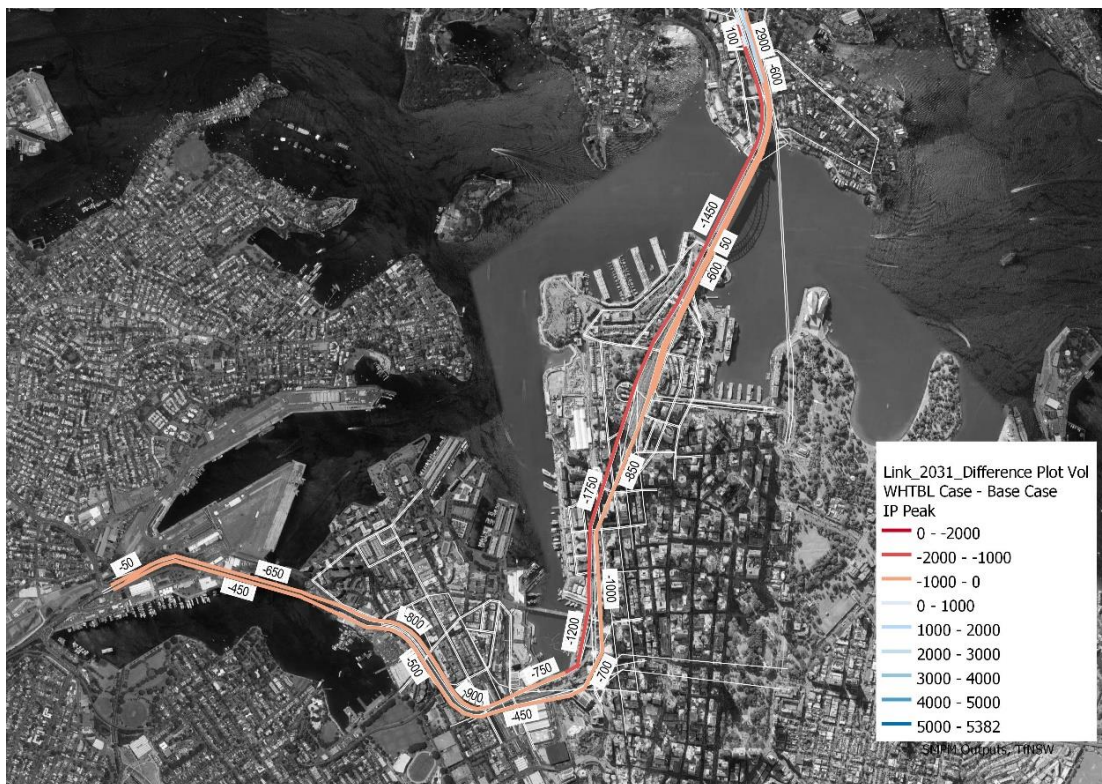 100
2900
-600
-1450
50
-600
-1750
-850
-1000
-1200
-700
-750
-450
-900
-500
-800
-650
-450
-50
Link_2031_Difference Plot Vol
WHTBL Case - Base Case
IP Peak
0 - -2000
-2000 - -1000
-1000 - 0
0 - 1000
1000 - 2000
2000 - 3000
3000 - 4000
4000 - 5000
5000 - 5382
SMPM Outputs, TfNSW